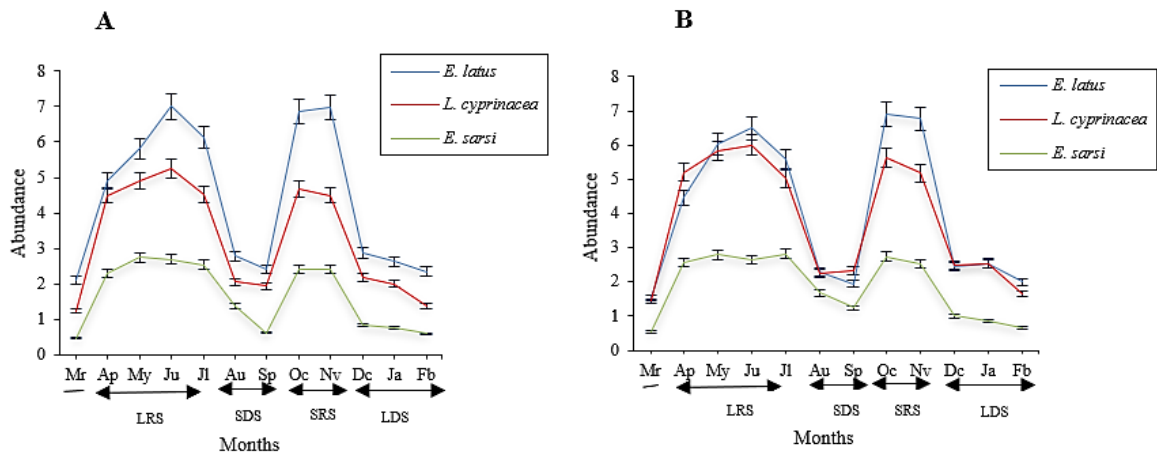 A
E. latus
L. cyprinacea
E. sarsi
8
7
6
5
4
3
2
1
0
Abundance
Mr Ap My Ju Jl Au Sp Oc Nv Dc Ja Fb
LRS SDS SRS LDS
Months
B
E. latus
L. cyprinacea
E. sarsi
8
7
6
5
4
3
2
1
0
Abundance
Mr Ap My Ju Jl Au Sp Oc Nv Dc Ja Fb
LRS SDS SRS LDS
Months